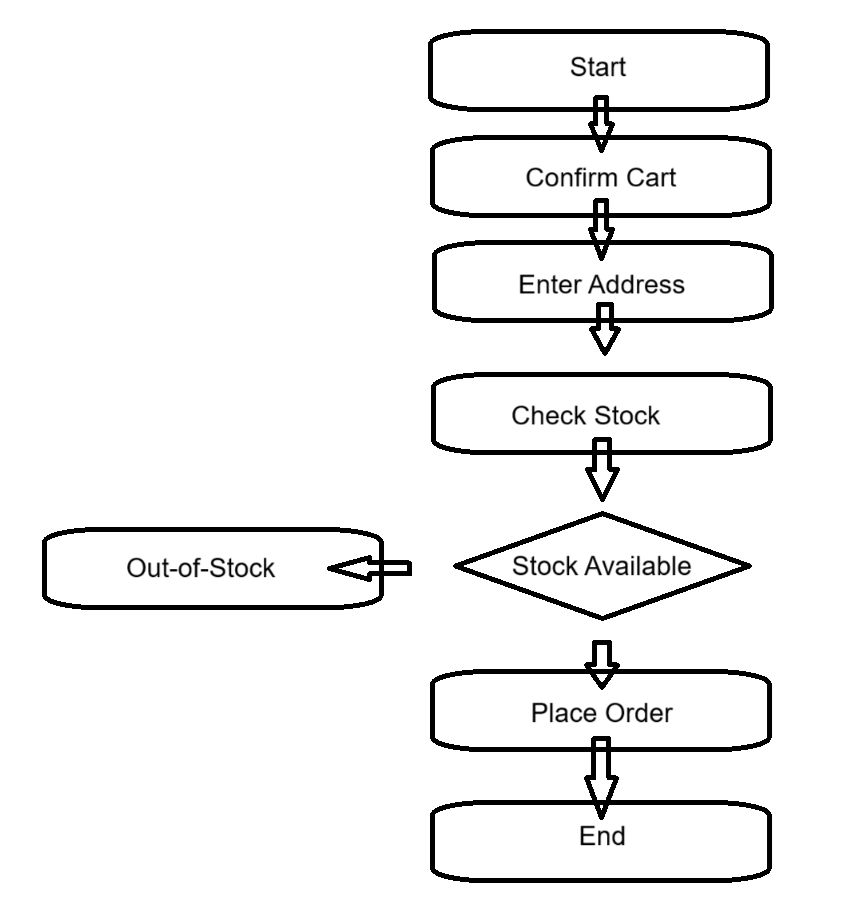 Start
Confirm Cart
Enter Address
Check Stock
Out-of-Stock
Stock Available
Place Order
End